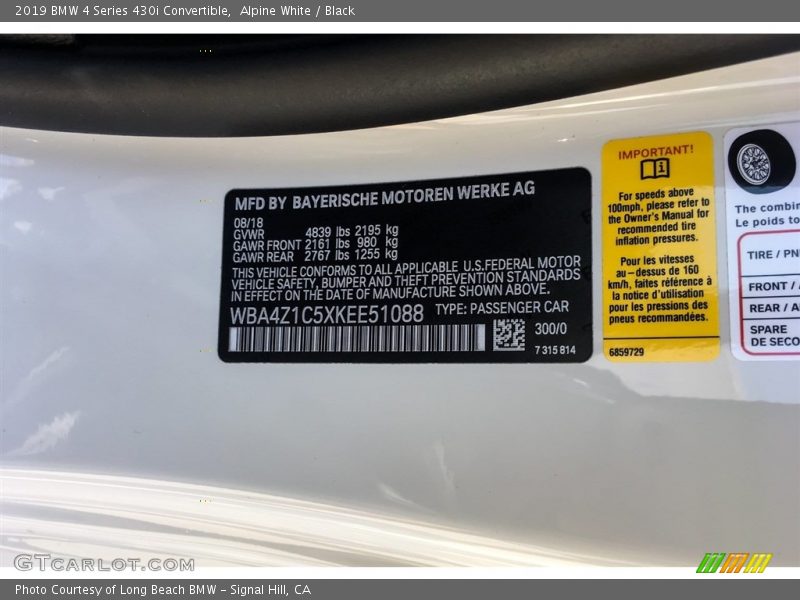 2019 BMW 4 Series 430i Convertible,  Alpine White / Black
MFD BY BAYERISCHE MOTOREN WERKE AG
08/18
GVWR 4839 lbs 2195 kg
GAWR FRONT 2161 lbs 980 kg
GAWR REAR 2767 lbs 1255 kg
THIS VEHICLE CONFORMS TO ALL APPLICABLE U.S.FEDERAL MOTOR
VEHICLE SAFETY, BUMPER AND THEFT PREVENTION STANDARDS
IN EFFECT ON THE DATE OF MANUFACTURE SHOWN ABOVE.
WBA4Z1C5XKEE51088 TYPE: PASSENGER CAR
300/0
7 315 814
IMPORTANT!
For speeds above
100mph, please refer to
the Owner's Manual for
recommended tire
inflation pressures.
Pour les vitesses
au-dessus de 160
km/h, faites référence à
la notice d'utilisation
pour les pressions des
pneus recommandées.
6859729
The combin
Le poids to
TIRE / PN
FRONT /
REAR /
SPARE
DE SECO
GTCARLOT.COM
Photo Courtesy of Long Beach BMW - Signal Hill, CA